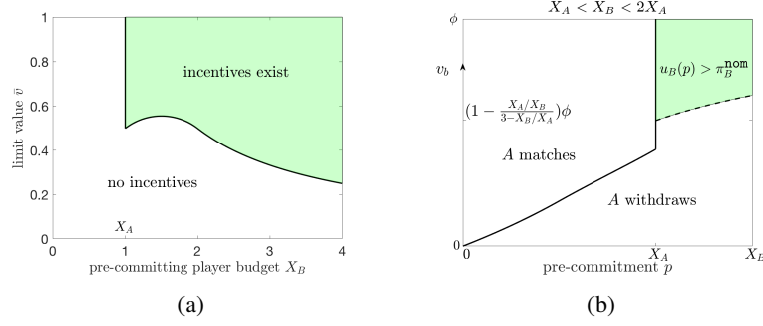 1
0.8
0.6
0.4
0.2
0
limit value v̄
incentives exist
no incentives
X_A
0 1 2 3 4
pre-committing player budget X_B
(a)
X_A < X_B < 2X_A
ϕ
v_b
u_B(p) > π_B^nom
(1 − \frac{X_A/X_B}{3−X_B/X_A})ϕ
A matches
A withdraws
0
0 X_A X_B
pre-commitment p
(b)